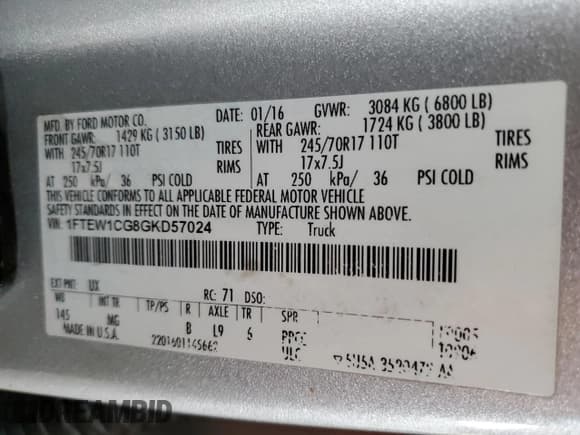 MFD. BY FORD MOTOR CO.
DATE: 01/16 GVWR: 3084 KG ( 6800 LB)
FRONT GAWR: 1429 KG ( 3150 LB) REAR GAWR: 1724 KG ( 3800 LB)
WITH 245/70R17 110T TIRES WITH 245/70R17 110T TIRES
17x7.5J RIMS 17x7.5J RIMS
AT 250 kPa/ 36 PSI COLD AT 250 kPa/ 36 PSI COLD
THIS VEHICLE CONFORMS TO ALL APPLICABLE FEDERAL MOTOR VEHICLE
SAFETY STANDARDS IN EFFECT ON THE DATE OF MANUFACTURE SHOWN ABOVE.
VIN: 1FTEW1CG8GKD57024 TYPE: Truck
EXT PNT: UX RC: 71 DSO:
WB INT TR TP/PS R AXLE TR SPR
145 MG B L9 6
MADE IN U.S.A.
ULC
DREAMBID